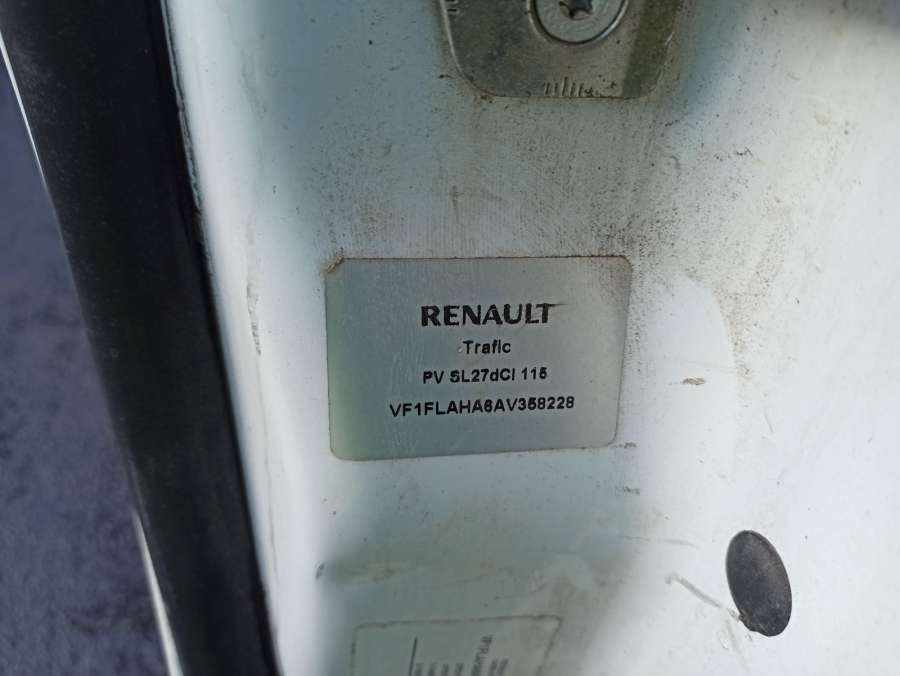 RENAULT
Trafic
PV SL27dCI 115
VF1FLAHA6AV358228